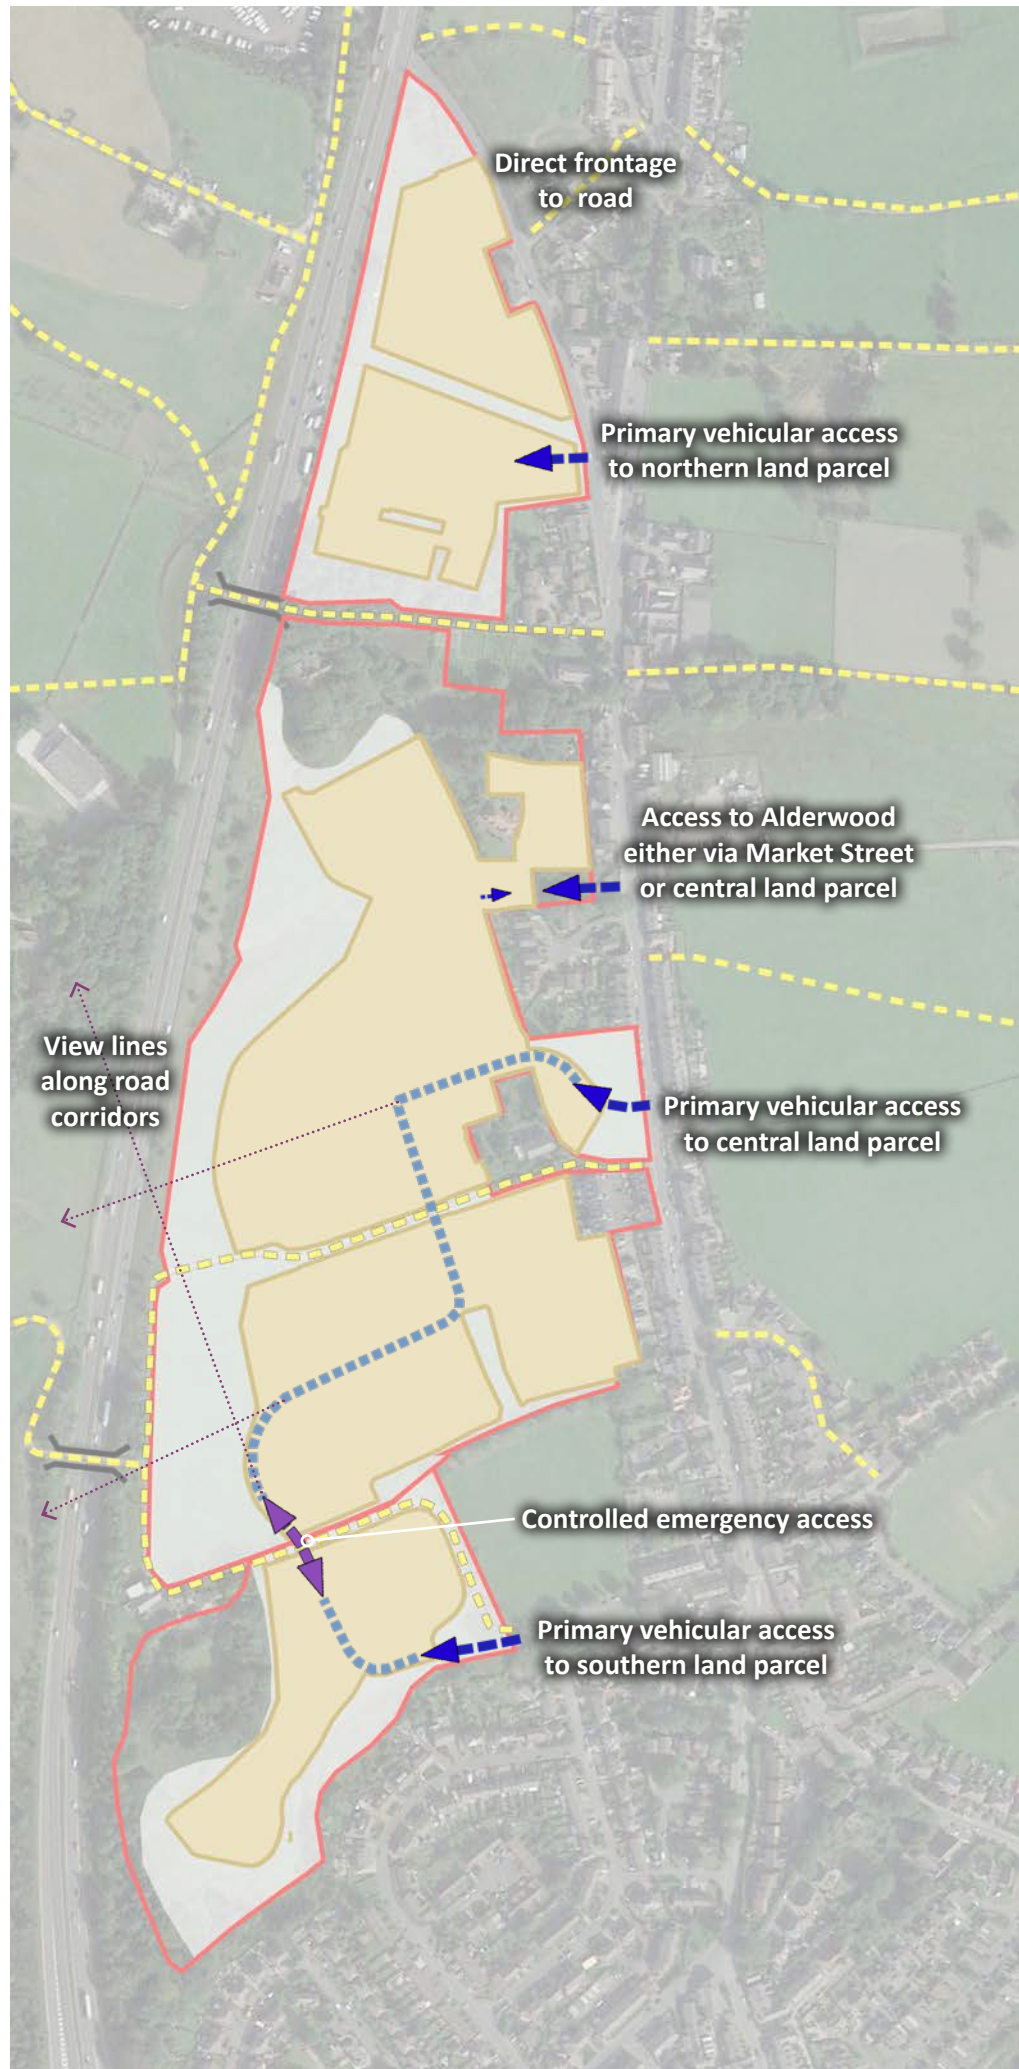 Direct frontage
to road
Primary vehicular access
to northern land parcel
Access to Alderwood
either via Market Street
or central land parcel
View lines
along road
corridors
Primary vehicular access
to central land parcel
Controlled emergency access
Primary vehicular access
to southern land parcel